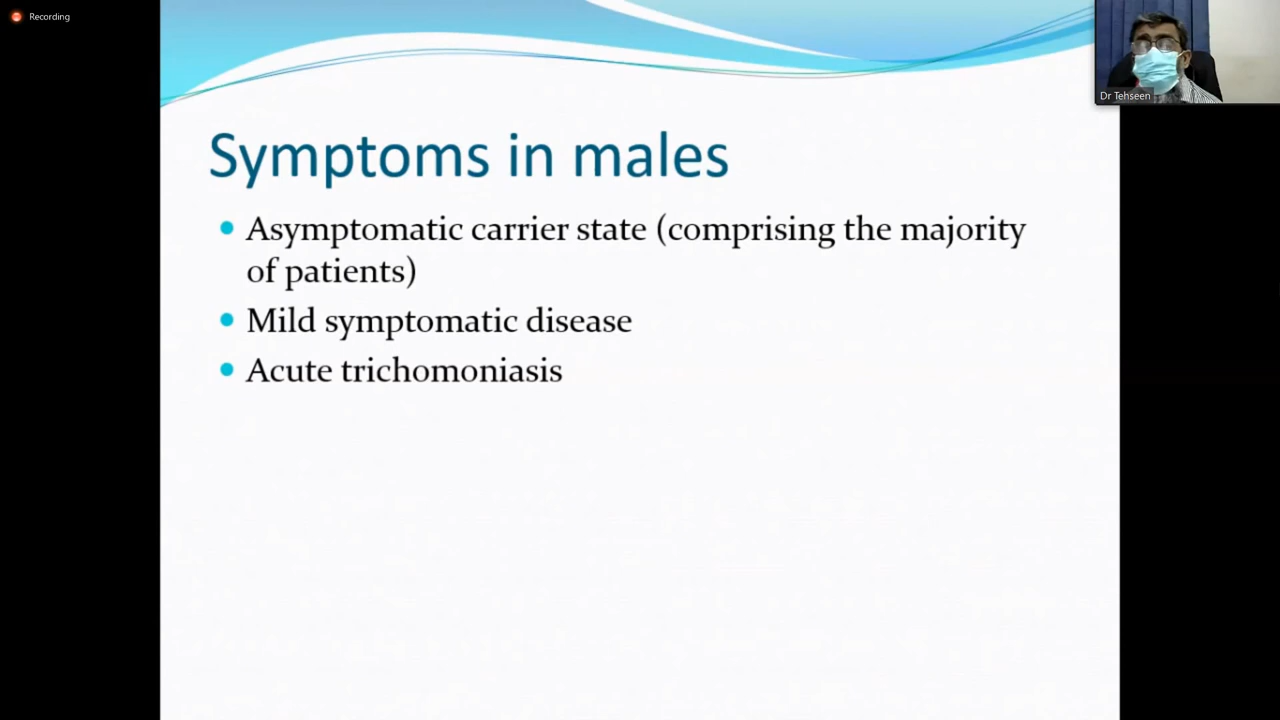 Recording
Dr Tehseen
Symptoms in males
Asymptomatic carrier state (comprising the majority
of patients)
Mild symptomatic disease
Acute trichomoniasis